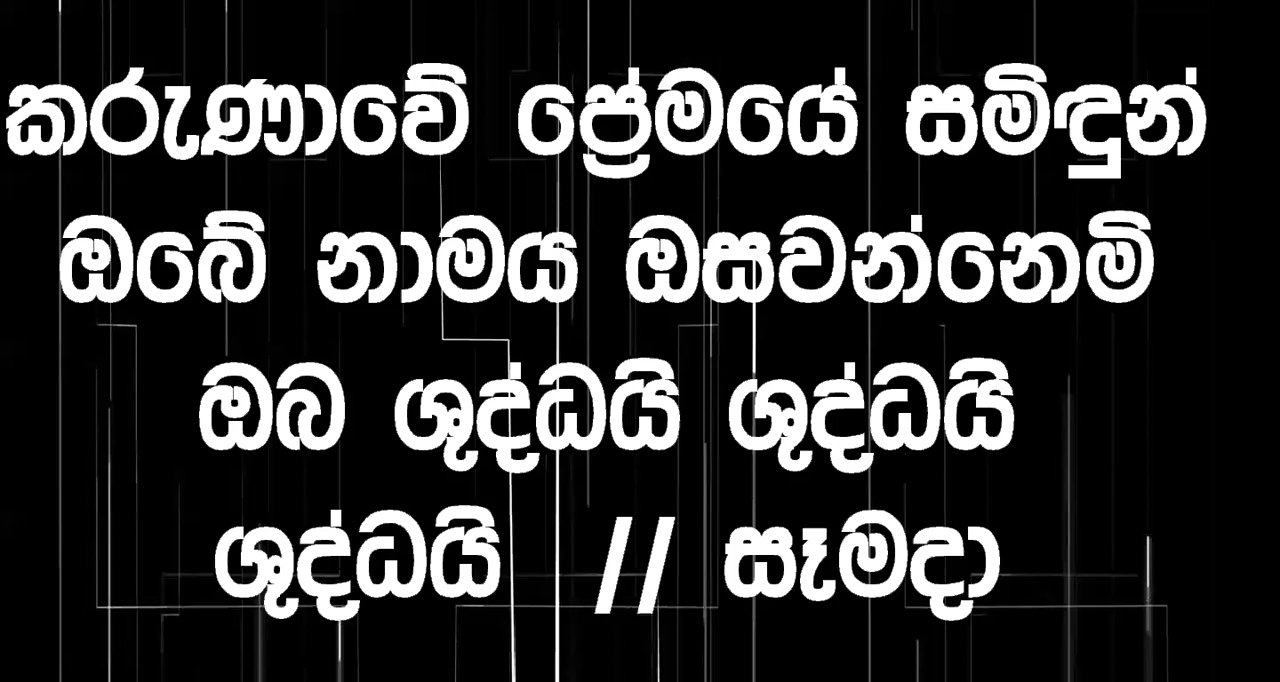 කරුණාවේ ප්‍රේමයේ සමිඳුන්
ඔබේ නාමය ඔසවන්නෙමි
ඔබ ශුද්ධයි ශුද්ධයි
ශුද්ධයි // සෑමදා